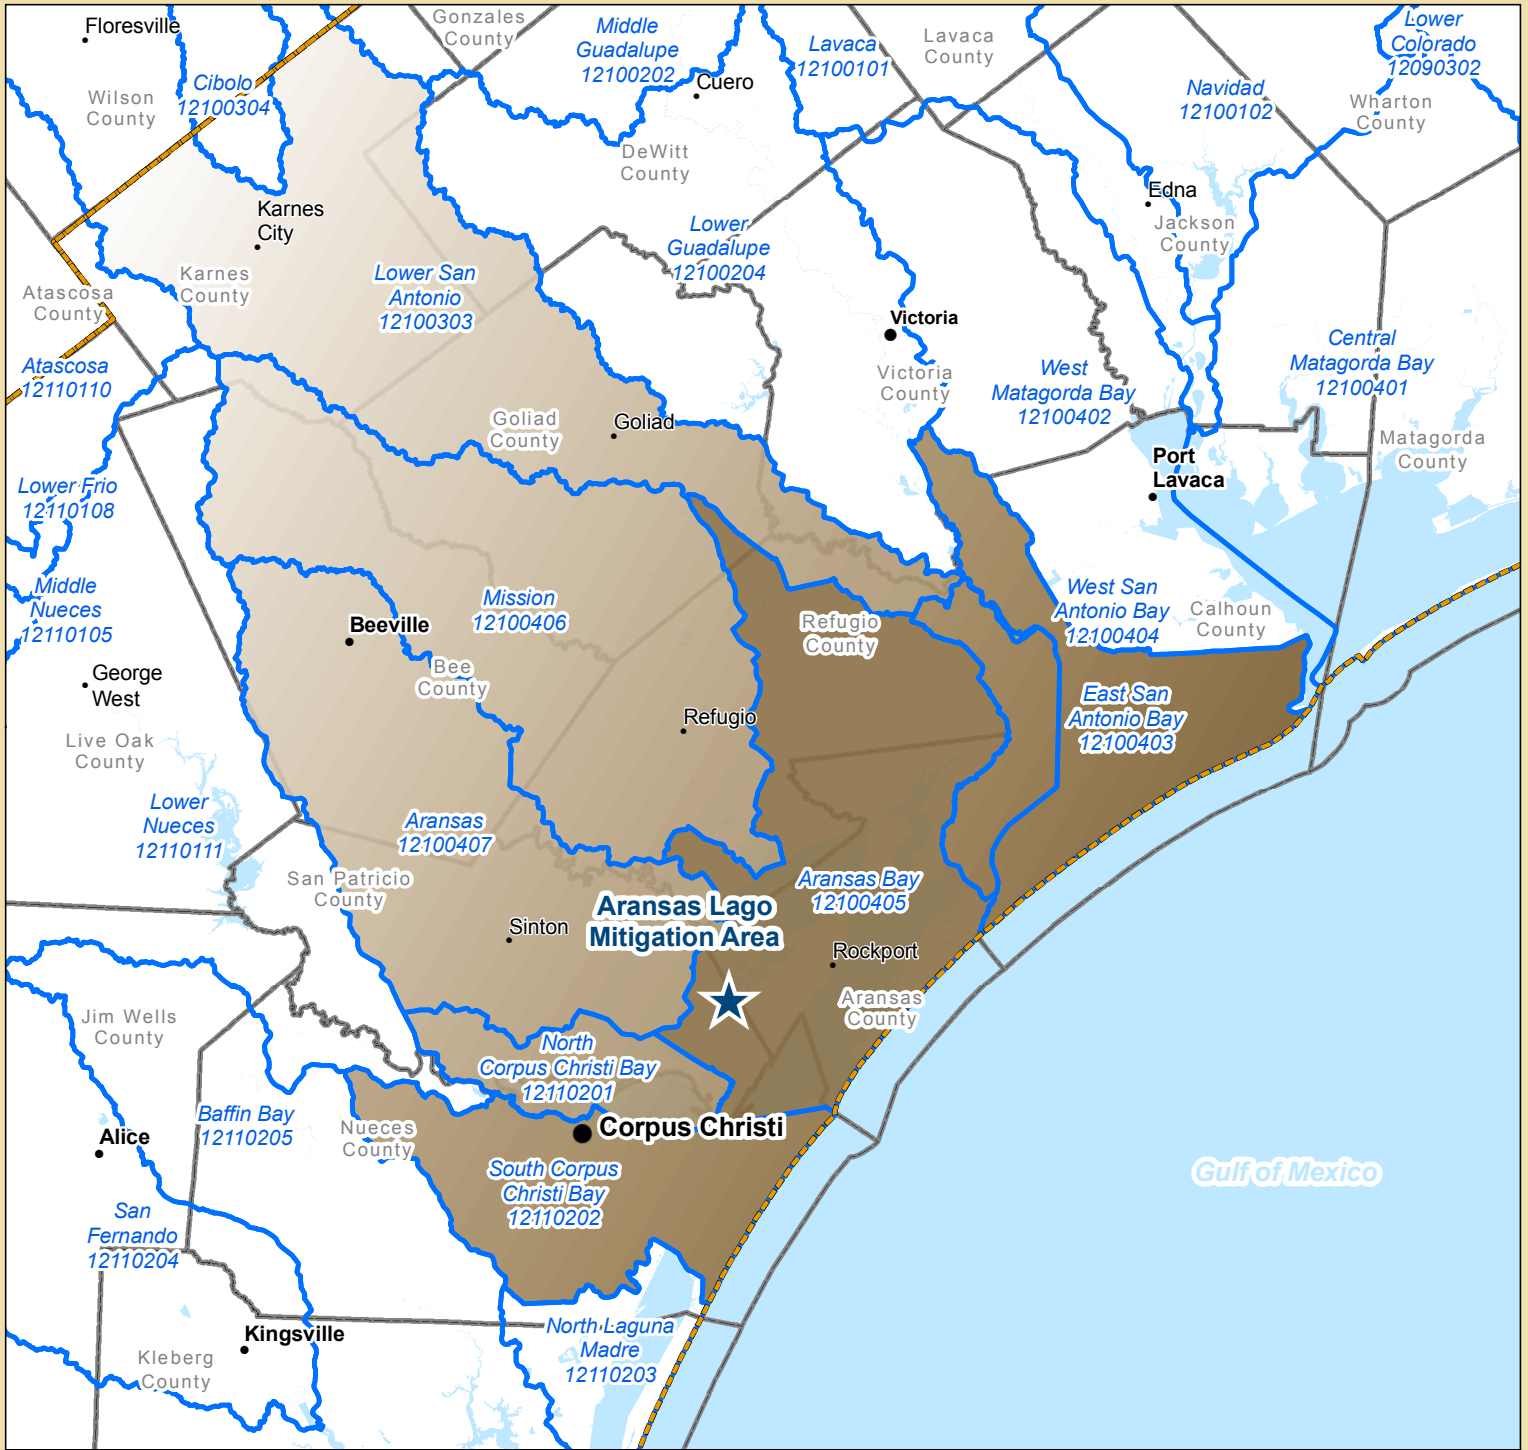 Floresville
Gonzales
County
Middle
Guadalupe
12100202
Cuero
Lavaca
12100101
Lavaca
County
Lower
Colorado
12090302
Wilson
County
Cibolo
12100304
Navidad
12100102
Wharton
County
DeWitt
County
Karnes
City
Edna
Jackson
County
Lower
Guadalupe
12100204
Karnes
County
Atascosa
County
Lower San
Antonio
12100303
Victoria
Central
Matagorda Bay
12100401
Atascosa
12110110
Victoria
County
West
Matagorda Bay
12100402
Goliad
County
Goliad
Matagorda
County
Port
Lavaca
Lower Frio
12110108
Middle
Nueces
12110105
Mission
12100406
Beeville
Refugio
County
West San
Antonio Bay
12100404
Calhoun
County
George
West
Bee
County
Refugio
East San
Antonio Bay
12100403
Live Oak
County
Lower
Nueces
12110111
Aransas
12100407
San Patricio
County
Aransas Bay
12100405
Aransas Lago
Mitigation Area
Sinton
Rockport
Aransas
County
Jim Wells
County
North
Corpus Christi Bay
12110201
Baffin Bay
12110205
Alice
Nueces
County
Corpus Christi
South Corpus
Christi Bay
12110202
Gulf of Mexico
San
Fernando
12110204
Kingsville
North Laguna
Madre
12110203
Kleberg
County